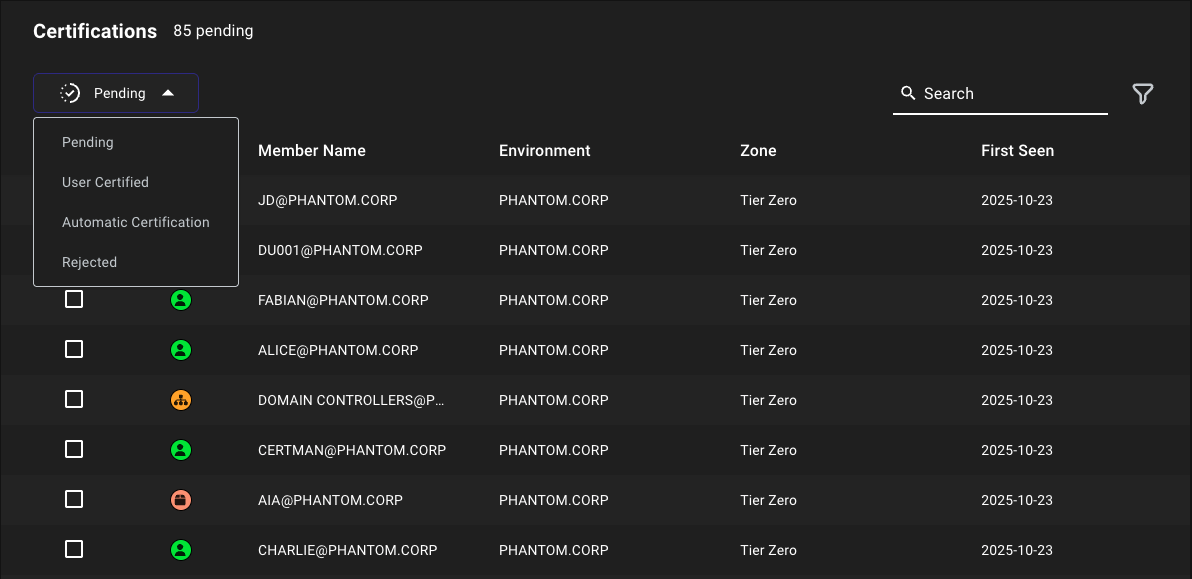 Certifications 85 pending
Pending
Search
Pending
User Certified
Automatic Certification
Rejected
Member Name Environment Zone First Seen
JD@PHANTOM.CORP PHANTOM.CORP Tier Zero 2025-10-23
DU001@PHANTOM.CORP PHANTOM.CORP Tier Zero 2025-10-23
FABIAN@PHANTOM.CORP PHANTOM.CORP Tier Zero 2025-10-23
ALICE@PHANTOM.CORP PHANTOM.CORP Tier Zero 2025-10-23
DOMAIN CONTROLLERS@P... PHANTOM.CORP Tier Zero 2025-10-23
CERTMAN@PHANTOM.CORP PHANTOM.CORP Tier Zero 2025-10-23
AIA@PHANTOM.CORP PHANTOM.CORP Tier Zero 2025-10-23
CHARLIE@PHANTOM.CORP PHANTOM.CORP Tier Zero 2025-10-23